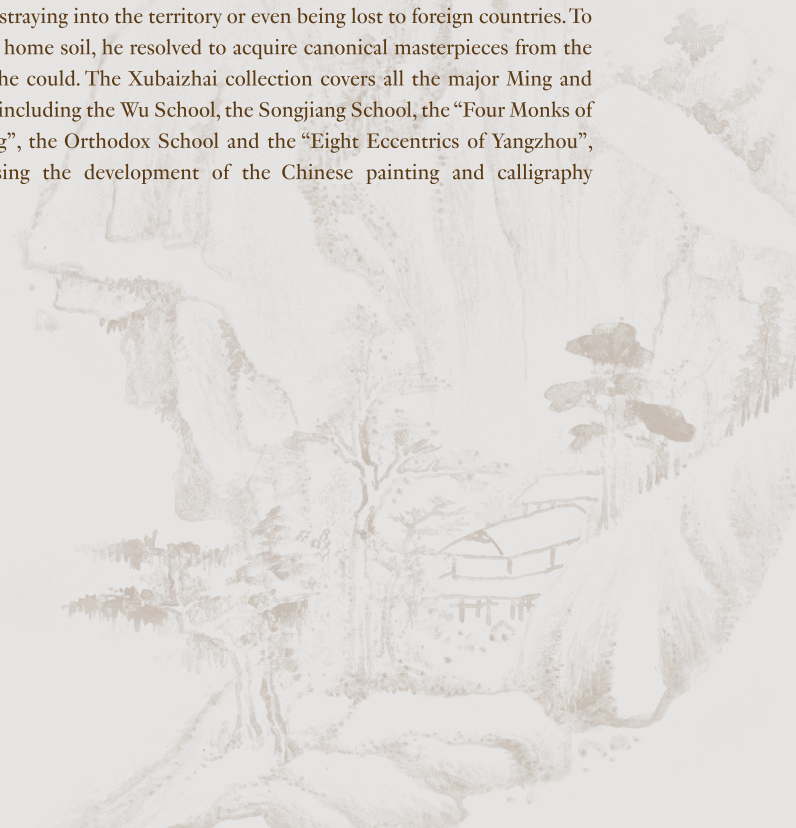 straying into the territory or even being lost to foreign countries. To
home soil, he resolved to acquire canonical masterpieces from the
he could. The Xubaizhai collection covers all the major Ming and
including the Wu School, the Songjiang School, the “Four Monks of
g”, the Orthodox School and the “Eight Eccentrics of Yangzhou”,
sing the development of the Chinese painting and calligraphy